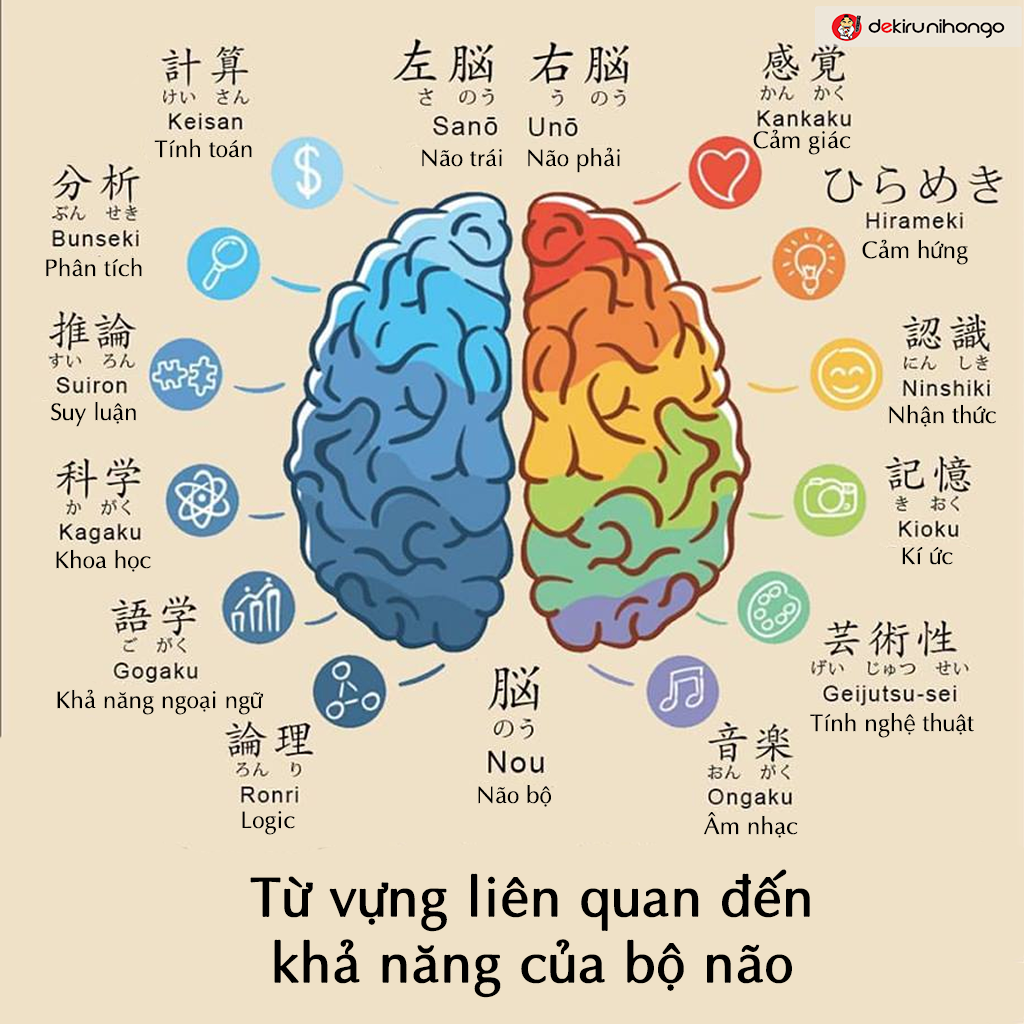 dekirunihongo
計算
けい さん
Keisan
Tính toán
左脳
さ のう
Sanō
Não trái
右脳
う のう
Unō
Não phải
感覚
かん かく
Kankaku
Cảm giác
分析
ぶん せき
Bunseki
Phân tích
ひらめき
Hirameki
Cảm hứng
推論
すい ろん
Suiron
Suy luận
認識
にん しき
Ninshiki
Nhận thức
科学
か がく
Kagaku
Khoa học
記憶
き おく
Kioku
Kí ức
語学
ご がく
Gogaku
Khả năng ngoại ngữ
芸術性
げい じゅつ せい
Geijutsu-sei
Tính nghệ thuật
論理
ろん り
Ronri
Logic
脳
のう
Nou
Não bộ
音楽
おん がく
Ongaku
Âm nhạc
Từ vựng liên quan đến
khả năng của bộ não